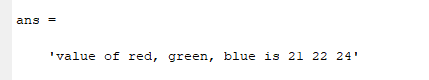 ans =
'value of red, green, blue is 21 22 24'